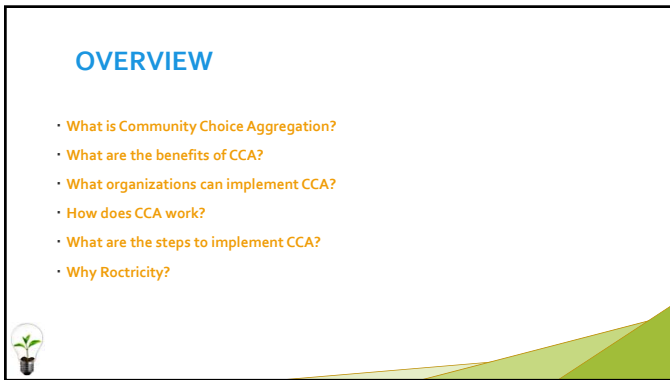 OVERVIEW
· What is Community Choice Aggregation?
· What are the benefits of CCA?
· What organizations can implement CCA?
· How does CCA work?
· What are the steps to implement CCA?
· Why Roctricity?